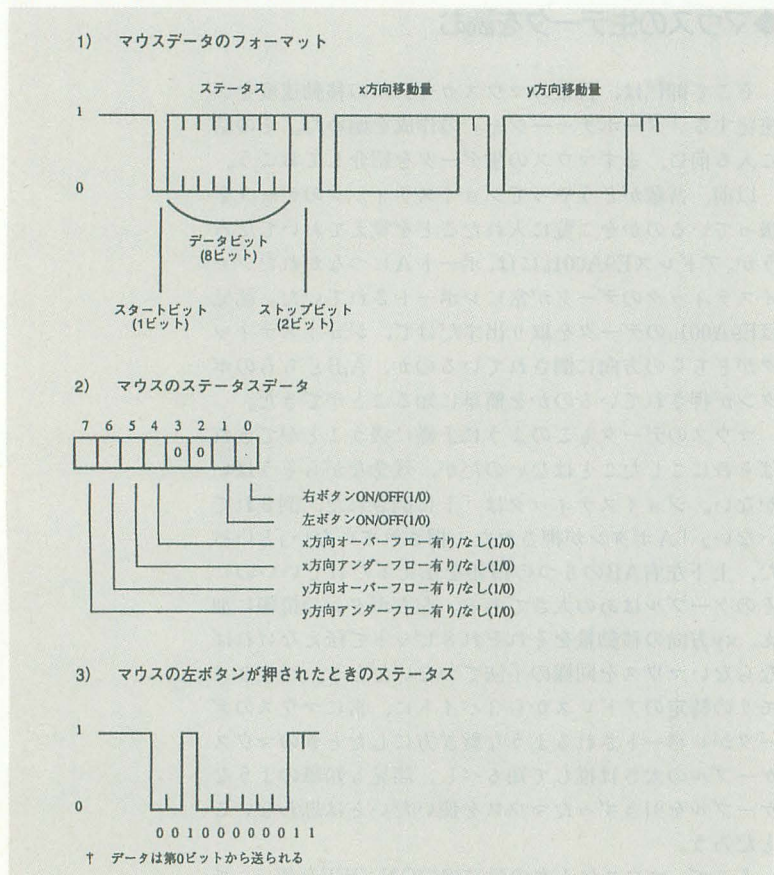 1) マウスデータのフォーマット
ステータス x方向移動量 y方向移動量
1
0
データビット
(8ビット)
スタートビット
(1ビット)
ストップビット
(2ビット)
2) マウスのステータスデータ
7 6 5 4 3 2 1 0
0 0
右ボタンON/OFF(1/0)
左ボタンON/OFF(1/0)
x方向オーバーフロー有り/なし(1/0)
x方向アンダーフロー有り/なし(1/0)
y方向オーバーフロー有り/なし(1/0)
y方向アンダーフロー有り/なし(1/0)
3) マウスの左ボタンが押されたときのステータス
1
0
0 0 1 0 0 0 0 0 0 1 1
† データは第0ビットから送られる